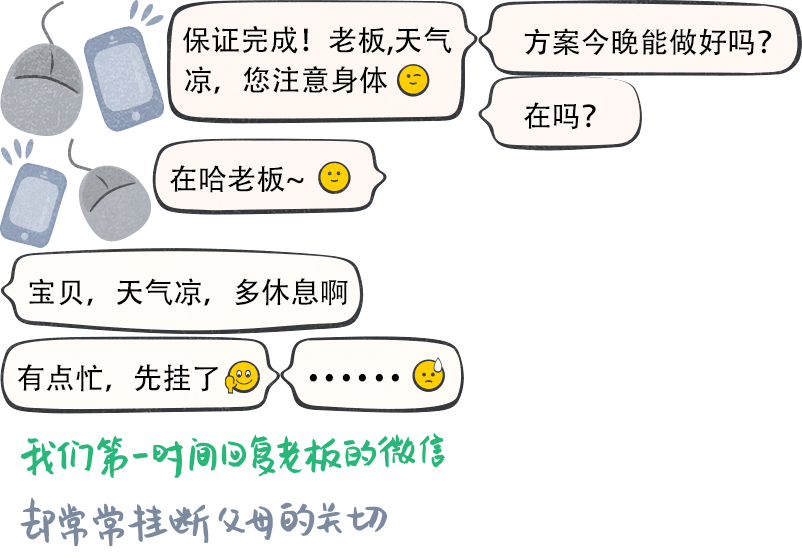 保证完成！老板,天气
凉，您注意身体
方案今晚能做好吗？
在吗？
在哈老板~
宝贝，天气凉，多休息啊
有点忙，先挂了
······
我们第一时间回复老板的微信
却常常挂断父母的关切